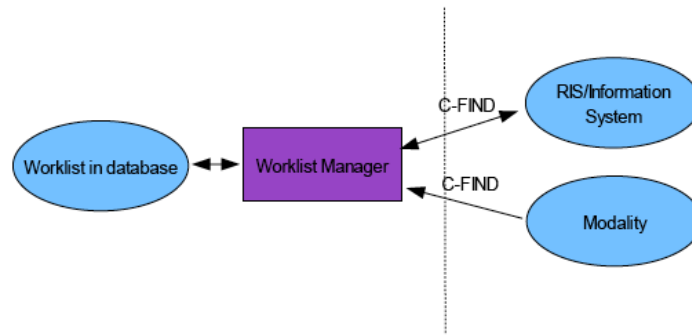 Worklist in database
Worklist Manager
C-FIND
RIS/Information
System
C-FIND
Modality